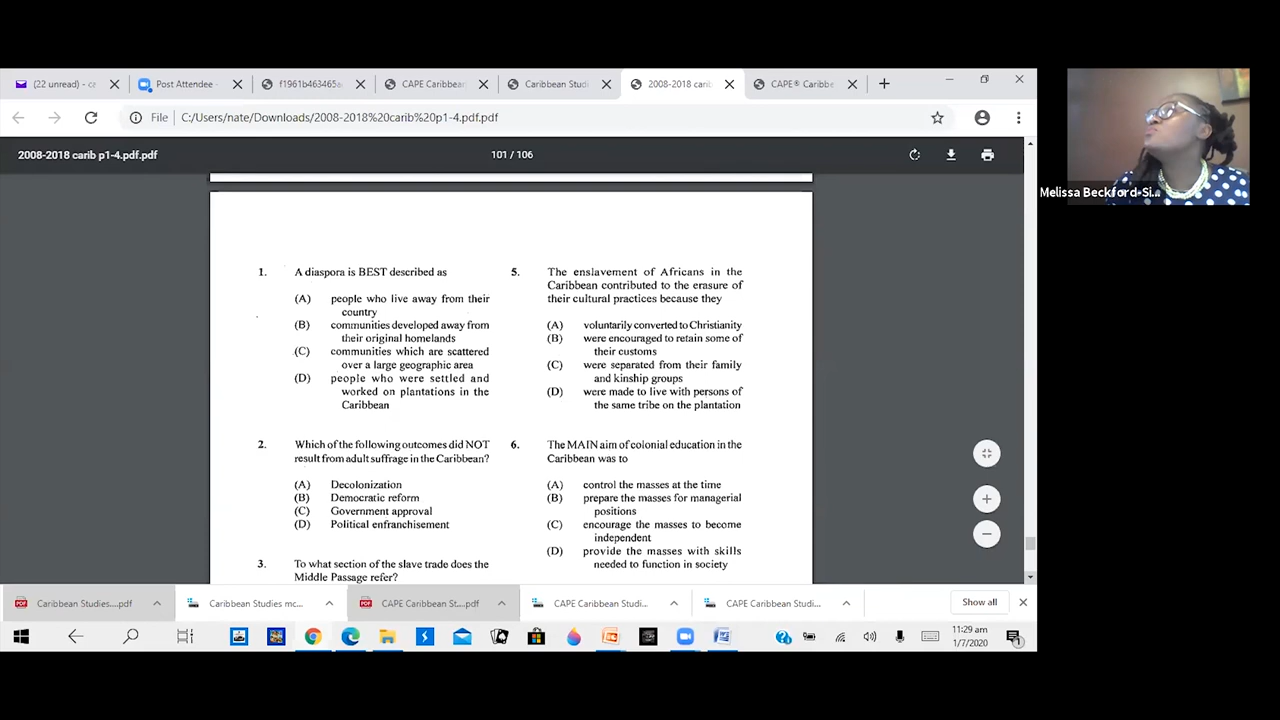 (22 unread) - ca
Post Attendee -
f1961b463465a
CAPE Caribbean
Caribbean Studi
2008-2018 carib
CAPE® Caribbe
File
C:/Users/nate/Downloads/2008-2018%20carib%20p1-4.pdf.pdf
2008-2018 carib p1-4.pdf.pdf
101 / 106
1. A diaspora is BEST described as
(A) people who live away from their
country
(B) communities developed away from
their original homelands
(C) communities which are scattered
over a large geographic area
(D) people who were settled and
worked on plantations in the
Caribbean
2. Which of the following outcomes did NOT
result from adult suffrage in the Caribbean?
(A) Decolonization
(B) Democratic reform
(C) Government approval
(D) Political enfranchisement
3. To what section of the slave trade does the
Middle Passage refer?
5. The enslavement of Africans in the
Caribbean contributed to the erasure of
their cultural practices because they
(A) voluntarily converted to Christianity
(B) were encouraged to retain some of
their customs
(C) were separated from their family
and kinship groups
(D) were made to live with persons of
the same tribe on the plantation
6. The MAIN aim of colonial education in the
Caribbean was to
(A) control the masses at the time
(B) prepare the masses for managerial
positions
(C) encourage the masses to become
independent
(D) provide the masses with skills
needed to function in society
Melissa Beckford-Si...
Caribbean Studies....pdf
Caribbean Studies mc...
CAPE Caribbean St....pdf
CAPE Caribbean Studi...
CAPE Caribbean Studi...
Show all
11:29 am
1/7/2020